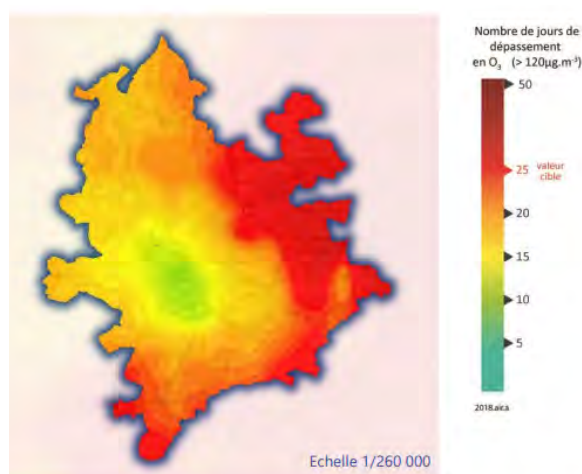 Nombre de jours de
dépassement
en O₃ (> 120µg.m⁻³)
50
25 valeur
cible
20
15
10
5
2018.aica
Echelle 1/260 000